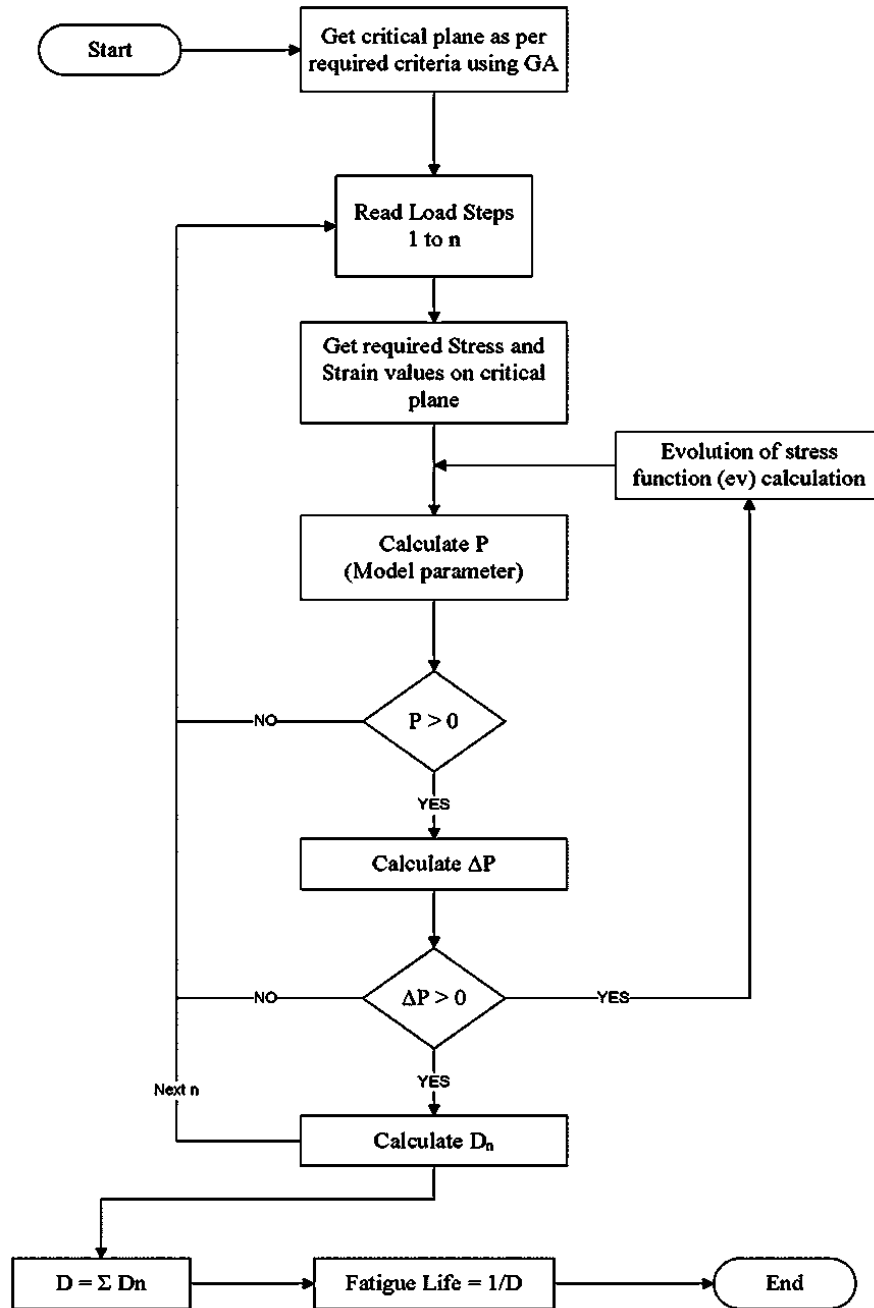 Start
Get critical plane as per
required criteria using GA
Read Load Steps
1 to n
Get required Stress and
Strain values on critical
plane
Evolution of stress
function (ev) calculation
Calculate P
(Model parameter)
NO
P > 0
YES
Calculate ΔP
NO
ΔP > 0
YES
YES
Next n
Calculate Dₙ
D = Σ Dn
Fatigue Life = 1/D
End